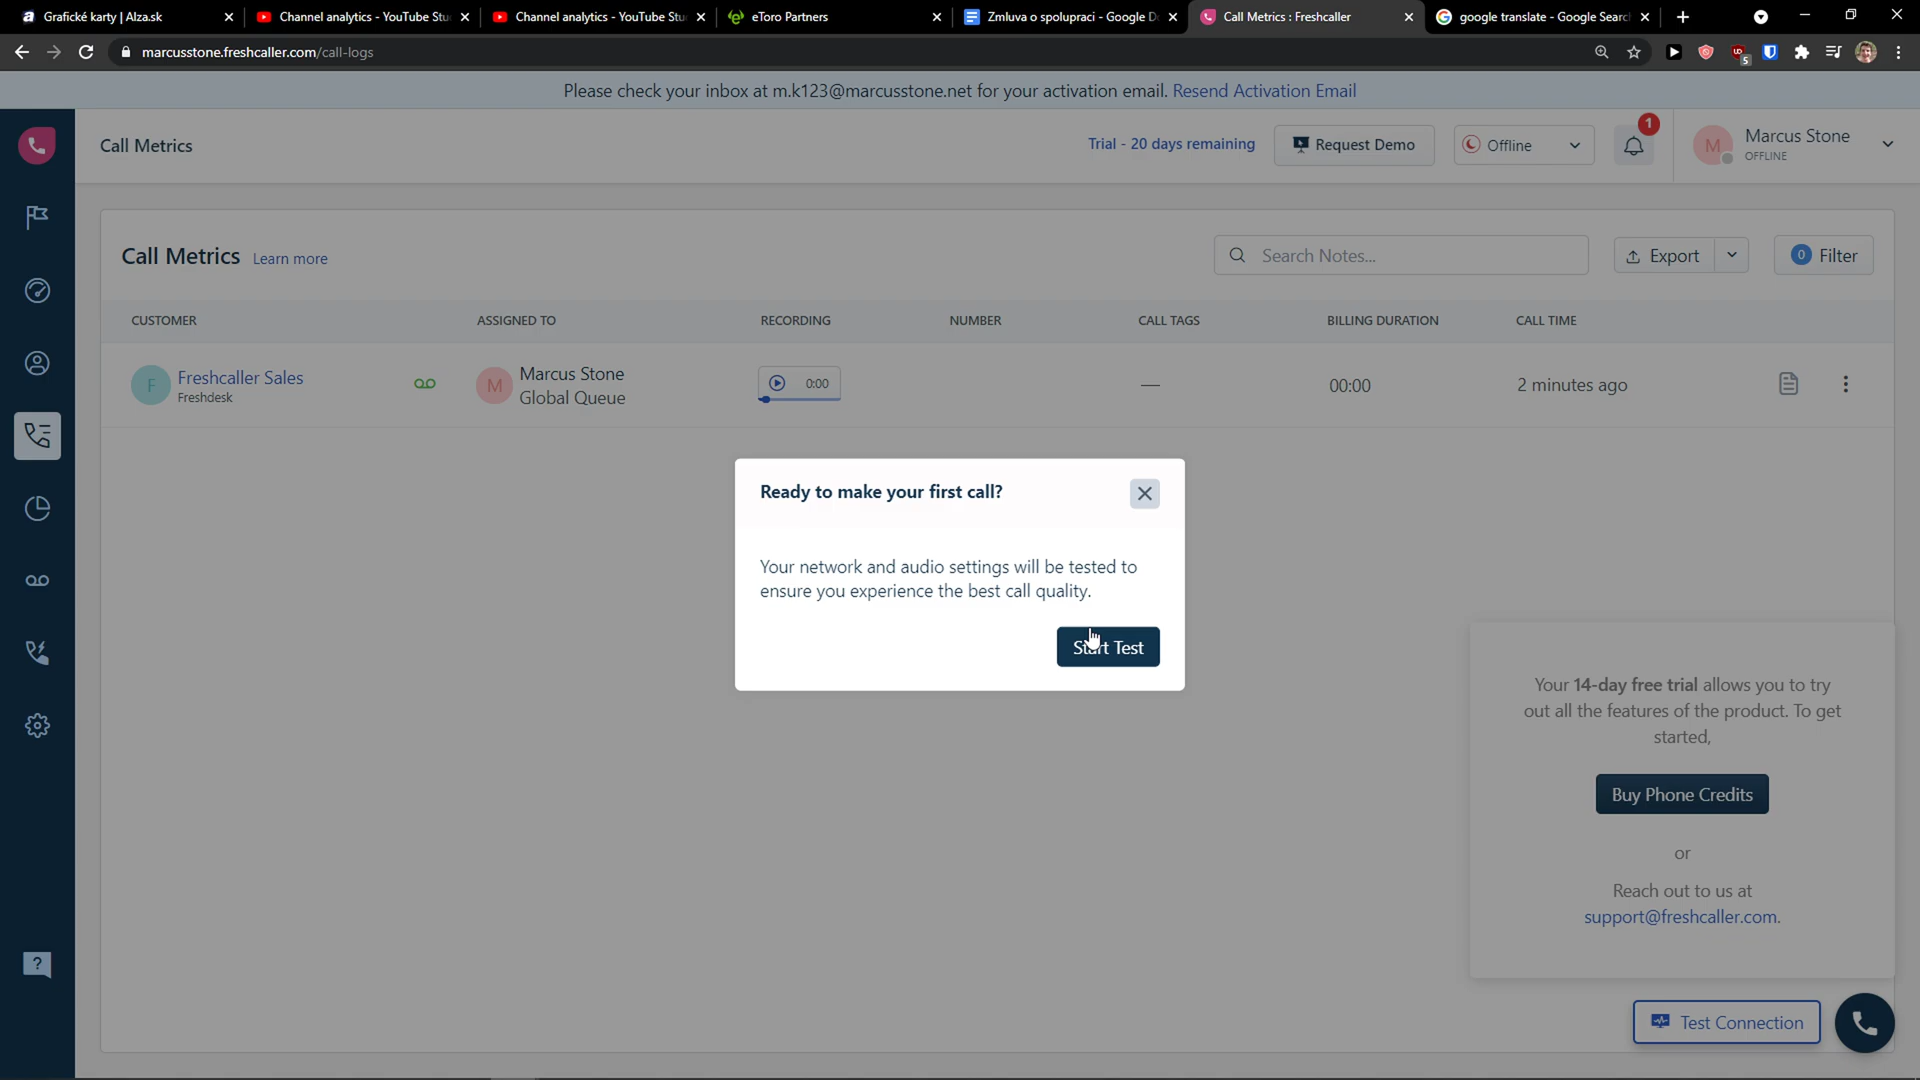 Grafické karty | Alza.sk
Channel analytics - YouTube Stu
Channel analytics - YouTube Stu
eToro Partners
Zmluva o spolupraci - Google D
Call Metrics : Freshcaller
google translate - Google Searc
marcusstone.freshcaller.com/call-logs
5
Please check your inbox at m.k123@marcusstone.net for your activation email. Resend Activation Email
Call Metrics
Trial - 20 days remaining
Request Demo
Offline
1
M
Marcus Stone
OFFLINE
Call Metrics Learn more
Search Notes...
Export
0 Filter
CUSTOMER
ASSIGNED TO
RECORDING
NUMBER
CALL TAGS
BILLING DURATION
CALL TIME
F
Freshcaller Sales
Freshdesk
M
Marcus Stone
Global Queue
0:00
—
00:00
2 minutes ago
Ready to make your first call?
Your network and audio settings will be tested to
ensure you experience the best call quality.
Start Test
Your 14-day free trial allows you to try
out all the features of the product. To get
started,
Buy Phone Credits
or
Reach out to us at
support@freshcaller.com.
?
Test Connection